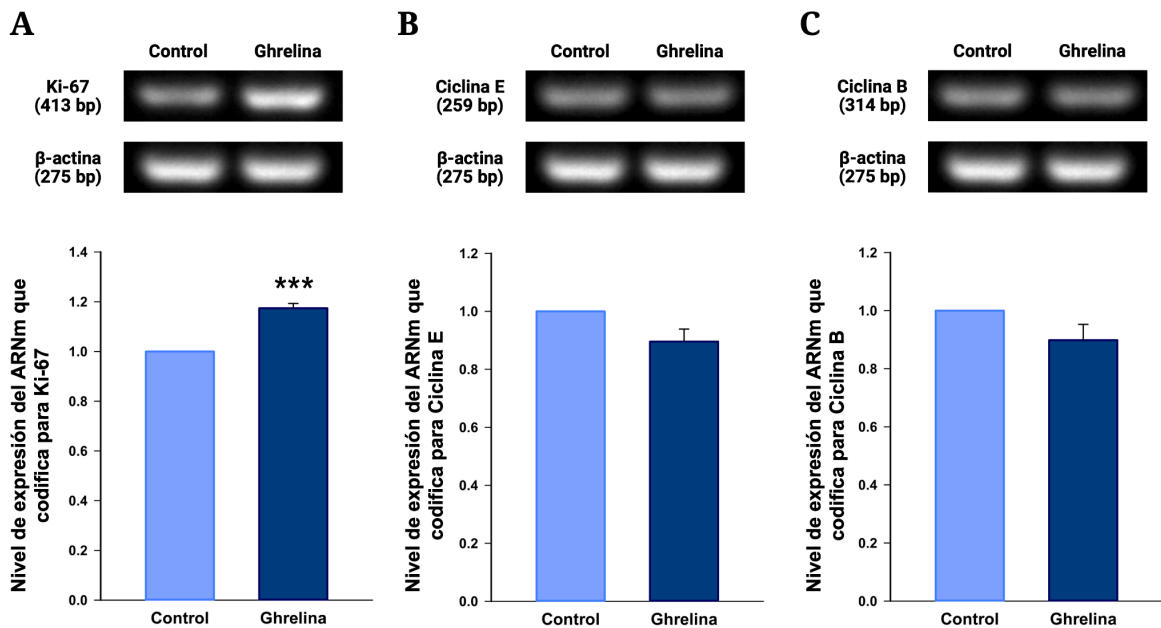 A
Control Ghrelina
Ki-67
(413 bp)
β-actina
(275 bp)
Nivel de expresión del ARNm que
codifica para Ki-67
1.4
1.2
1.0
0.8
0.6
0.4
0.2
0.0
***
Control Ghrelina
B
Control Ghrelina
Ciclina E
(259 bp)
β-actina
(275 bp)
Nivel de expresión del ARNm que
codifica para Ciclina E
1.2
1.0
0.8
0.6
0.4
0.2
0.0
Control Ghrelina
C
Control Ghrelina
Ciclina B
(314 bp)
β-actina
(275 bp)
Nivel de expresión del ARNm que
codifica para Ciclina B
1.2
1.0
0.8
0.6
0.4
0.2
0.0
Control Ghrelina